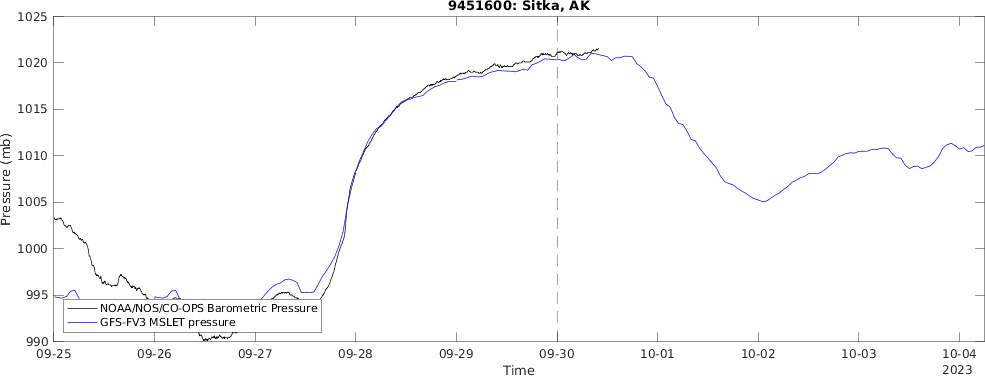 9451600: Sitka, AK
1025
1020
1015
1010
1005
1000
995
990
Pressure (mb)
NOAA/NOS/CO-OPS Barometric Pressure
GFS-FV3 MSLET pressure
09-25 09-26 09-27 09-28 09-29 09-30 10-01 10-02 10-03 10-04
2023
Time